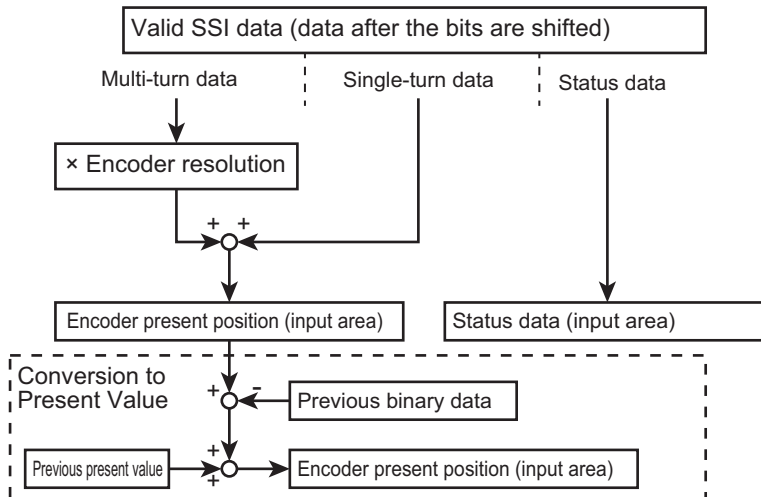 Valid SSI data (data after the bits are shifted)
Multi-turn data
Single-turn data
Status data
× Encoder resolution
+ +
Encoder present position (input area)
Status data (input area)
Conversion to
Present Value
+ -
Previous binary data
+
Previous present value
Encoder present position (input area)
+